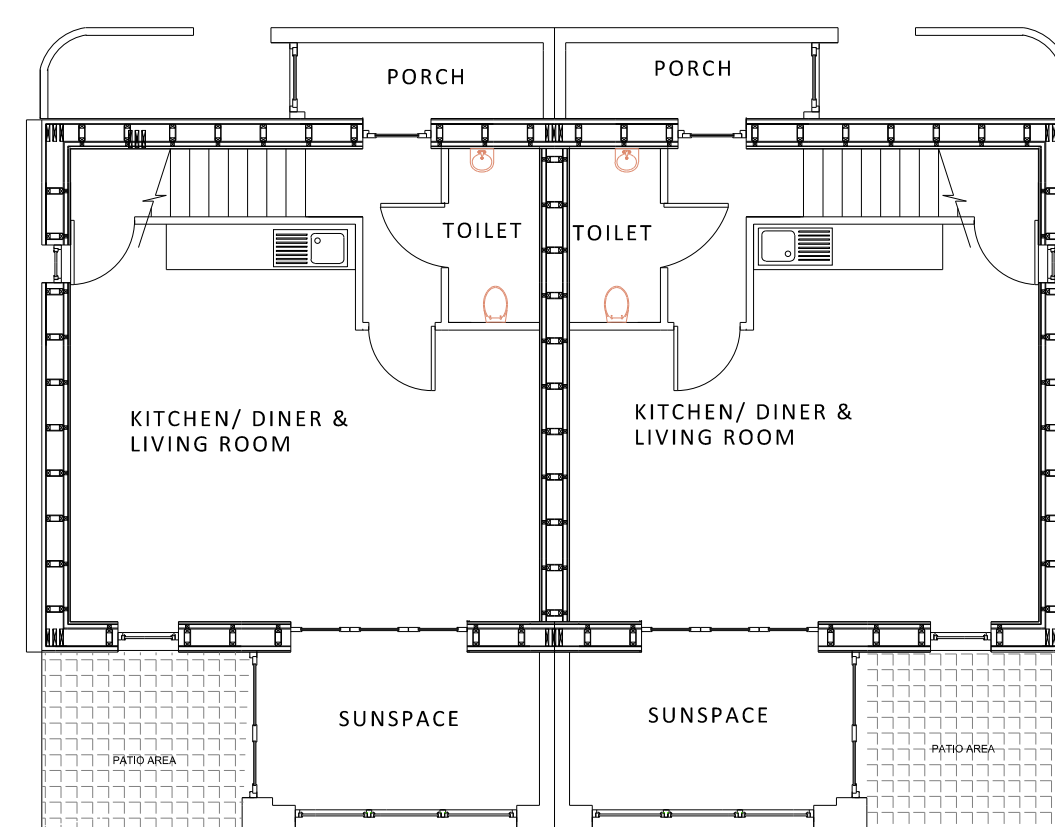 PORCH
PORCH
TOILET
TOILET
KITCHEN/ DINER &
LIVING ROOM
KITCHEN/ DINER &
LIVING ROOM
SUNSPACE
SUNSPACE
PATIO AREA
PATIO AREA